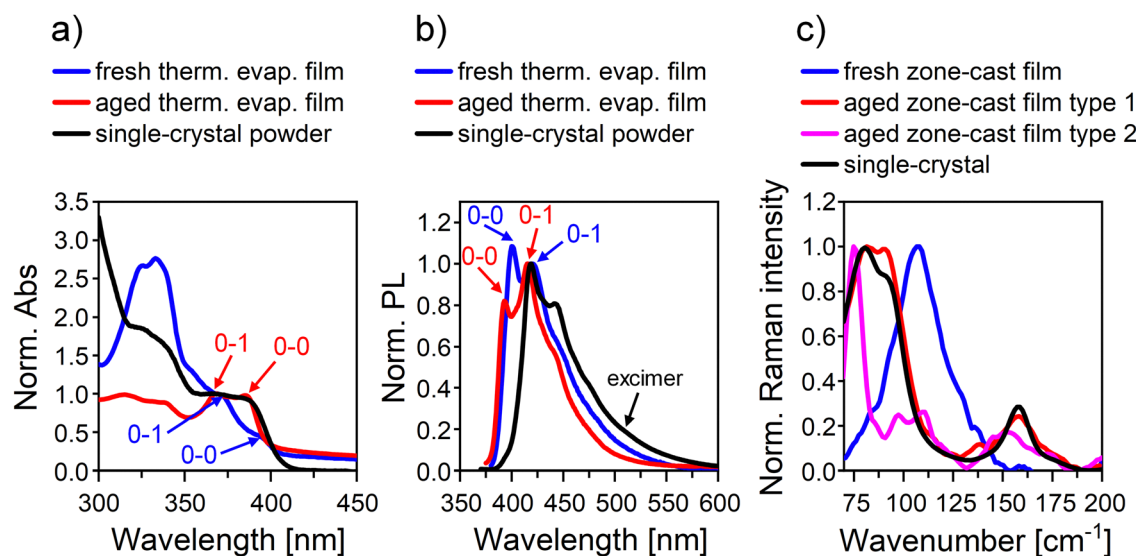 a)
fresh therm. evap. film
aged therm. evap. film
single-crystal powder
3.5
3.0
2.5
2.0
1.5
1.0
0.5
0.0
Norm. Abs
0-1
0-0
0-1
0-0
300
350
400
450
Wavelength [nm]
b)
fresh therm. evap. film
aged therm. evap. film
single-crystal powder
1.2
1.0
0.8
0.6
0.4
0.2
0.0
Norm. PL
0-0
0-1
0-1
0-0
excimer
350
400
450
500
550
600
Wavelength [nm]
c)
fresh zone-cast film
aged zone-cast film type 1
aged zone-cast film type 2
single-crystal
1.2
1.0
0.8
0.6
0.4
0.2
0.0
Norm. Raman intensity
75
100
125
150
175
200
Wavenumber [cm-1]